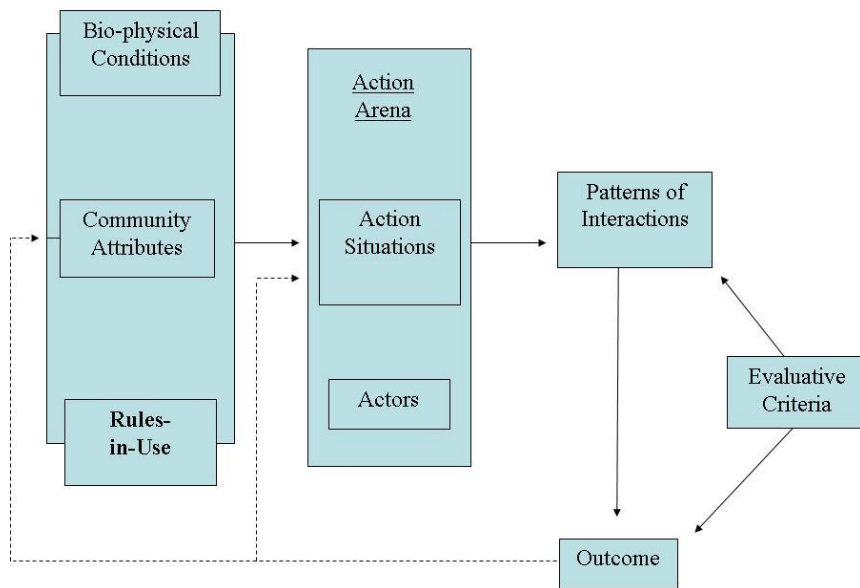 Bio-physical
Conditions
Community
Attributes
Rules-
in-Use
Action
Arena
Action
Situations
Actors
Patterns of
Interactions
Evaluative
Criteria
Outcome